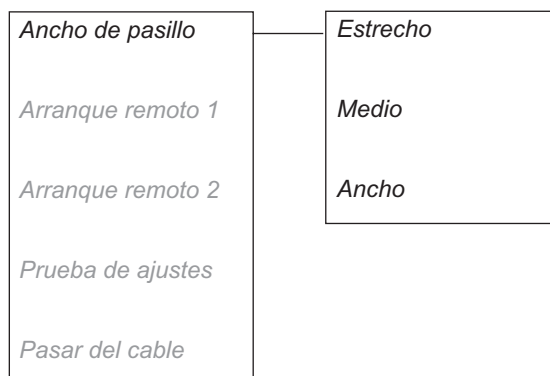 Ancho de pasillo
Arranque remoto 1
Arranque remoto 2
Prueba de ajustes
Pasar del cable
Estrecho
Medio
Ancho